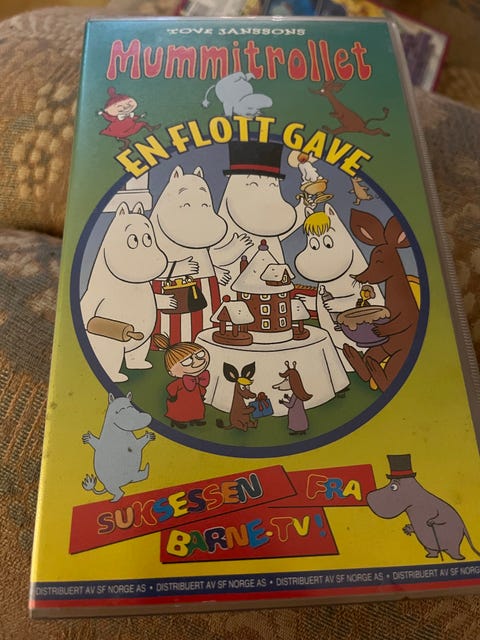 TOVE JANSSONS
Mummitrollet
EN FLOTT GAVE
SUKSESSEN FRA
BARNE-TV!
DISTRIBUERT AV SF NORGE AS • DISTRIBUERT AV SF NORGE AS • DISTRIBUERT AV SF NORGE AS • DISTRIBUERT AV SF NORGE